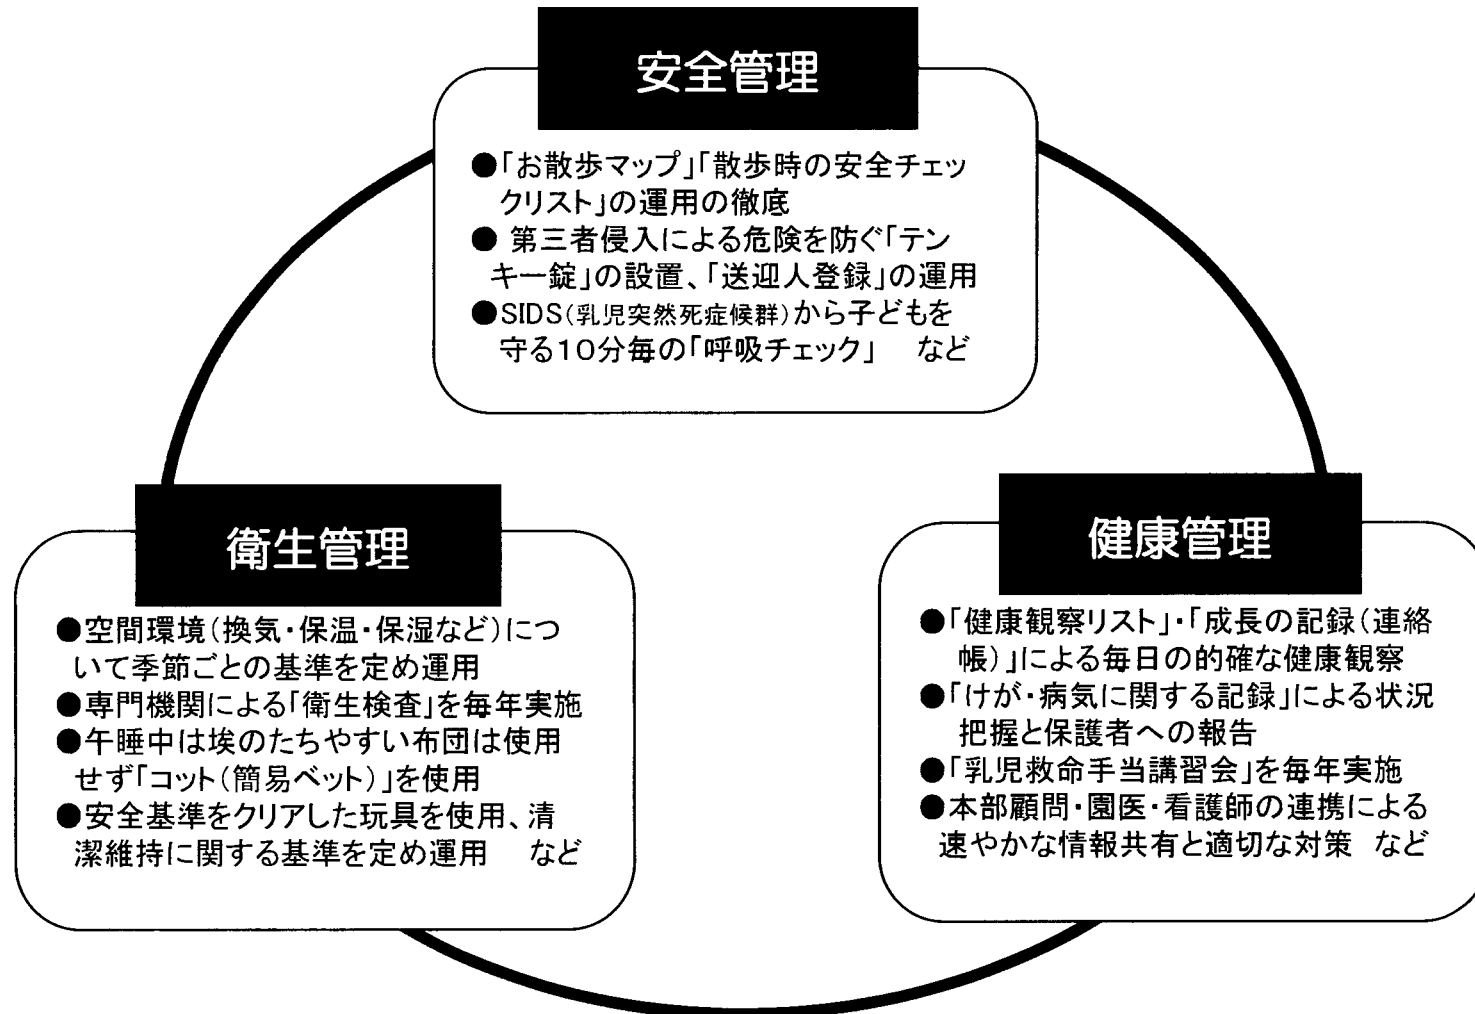 安全管理
●「お散歩マップ」「散歩時の安全チェッ
クリスト」の運用の徹底
● 第三者侵入による危険を防ぐ「テン
キー錠」の設置、「送迎人登録」の運用
●SIDS(乳児突然死症候群)から子どもを
守る10分毎の「呼吸チェック」 など
衛生管理
●空間環境(換気・保温・保湿など)につ
いて季節ごとの基準を定め運用
●専門機関による「衛生検査」を毎年実施
●午睡中は埃のたちやすい布団は使用
せず「コット(簡易ベット)」を使用
●安全基準をクリアした玩具を使用、清
潔維持に関する基準を定め運用 など
健康管理
●「健康観察リスト」・「成長の記録(連絡
帳)」による毎日の的確な健康観察
●「けが・病気に関する記録」による状況
把握と保護者への報告
●「乳児救命手当講習会」を毎年実施
●本部顧問・園医・看護師の連携による
速やかな情報共有と適切な対策 など